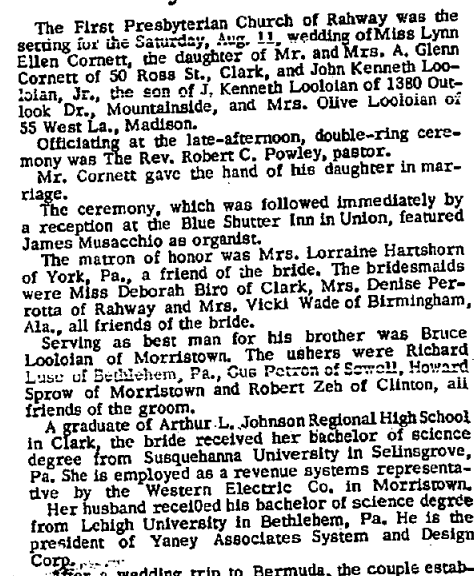 The First Presbyterian Church of Rahway was the
setting for the Saturday, Aug. 11, wedding of Miss Lynn
Ellen Cornett, the daughter of Mr. and Mrs. A. Glenn
Cornett of 50 Ross St., Clark, and John Kenneth Loo-
loian, Jr., the son of J. Kenneth Looloian of 1380 Out-
look Dr., Mountainside, and Mrs. Olive Looloian of
55 West La., Madison.
Officiating at the late-afternoon, double-ring cere-
mony was The Rev. Robert C. Powley, pastor.
Mr. Cornett gave the hand of his daughter in mar-
riage.
The ceremony, which was followed immediately by
a reception at the Blue Shutter Inn in Union, featured
James Musacchio as organist.
The matron of honor was Mrs. Lorraine Hartshorn
of York, Pa., a friend of the bride. The bridesmaids
were Miss Deborah Biro of Clark, Mrs. Denise Per-
rotta of Rahway and Mrs. Vicki Wade of Birmingham,
Ala., all friends of the bride.
Serving as best man for his brother was Bruce
Looloian of Morristown. The ushers were Richard
of Bethlehem, Pa., Gus Petron of Sewell, Howard
Sprow of Morristown and Robert Zeh of Clinton, all
friends of the groom.
A graduate of Arthur L. Johnson Regional High School
in Clark, the bride received her bachelor of science
degree from Susquehanna University in Selinsgrove,
Pa. She is employed as a revenue systems representa-
tive by the Western Electric Co. in Morristown.
Her husband recei0ed his bachelor of science degree
from Lehigh University in Bethlehem, Pa. He is the
president of Yaney Associates System and Design
Corp.
After a wedding trip to Bermuda, the couple estab-